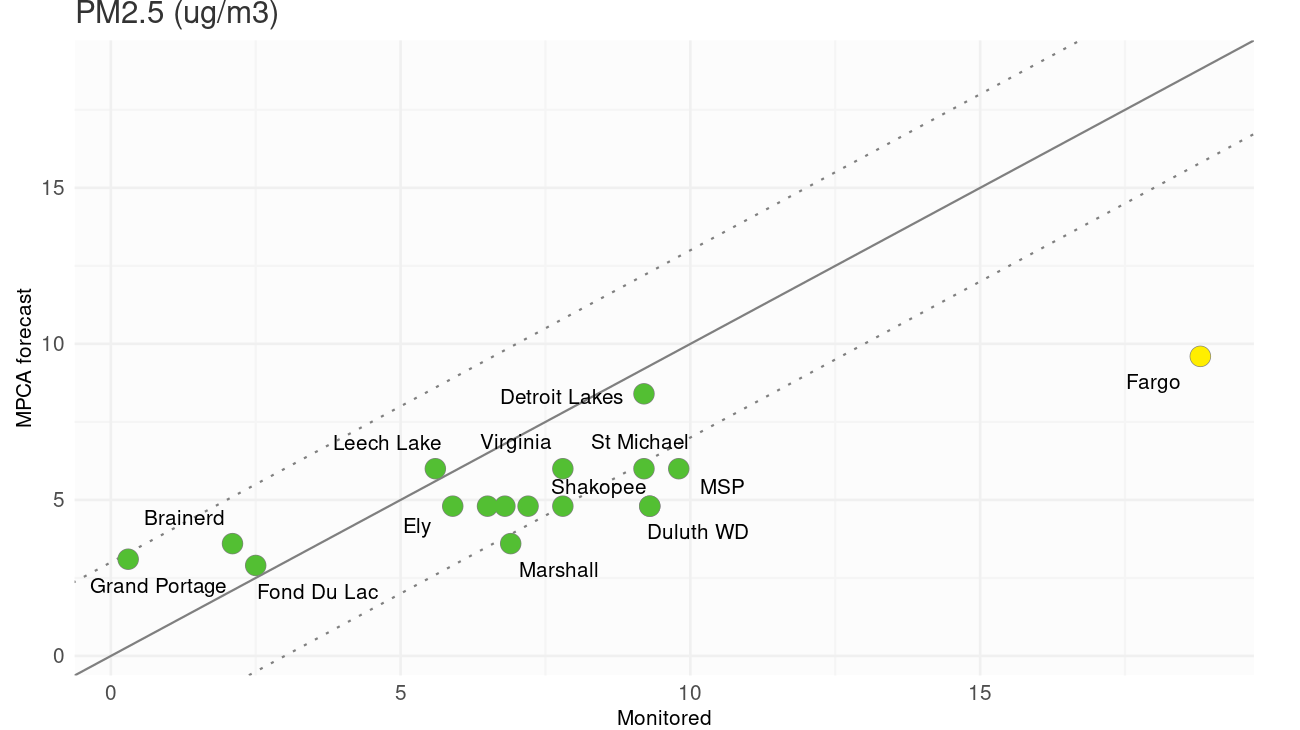 PM2.5 (ug/m3)
MPCA forecast
15
10
5
0
Fargo
Detroit Lakes
Leech Lake
Virginia
St Michael
Shakopee
MSP
Brainerd
Ely
Duluth WD
Marshall
Grand Portage
Fond Du Lac
0
5
10
15
Monitored